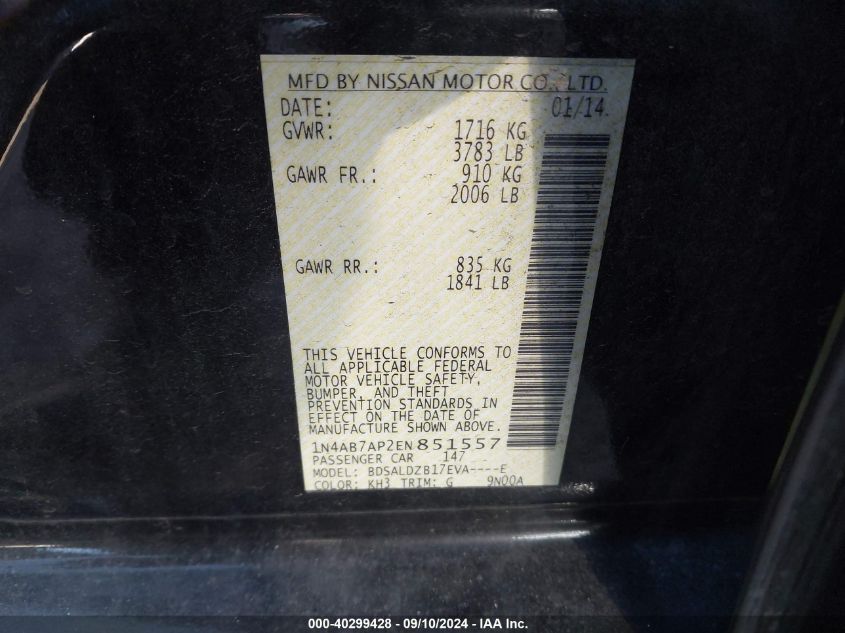 MFD BY NISSAN MOTOR CO., LTD.
DATE: 01/14
GVWR: 1716 KG
3783 LB
GAWR FR.: 910 KG
2006 LB
GAWR RR.: 835 KG
1841 LB
THIS VEHICLE CONFORMS TO
ALL APPLICABLE FEDERAL
MOTOR VEHICLE SAFETY,
BUMPER, AND THEFT
PREVENTION STANDARDS IN
EFFECT ON THE DATE OF
MANUFACTURE SHOWN ABOVE.
1N4AB7AP2EN851557
PASSENGER CAR 147
MODEL: BDSALDZB17EVA----E
COLOR: KH3 TRIM: G 9N00A
000-40299428 - 09/10/2024 - IAA Inc.